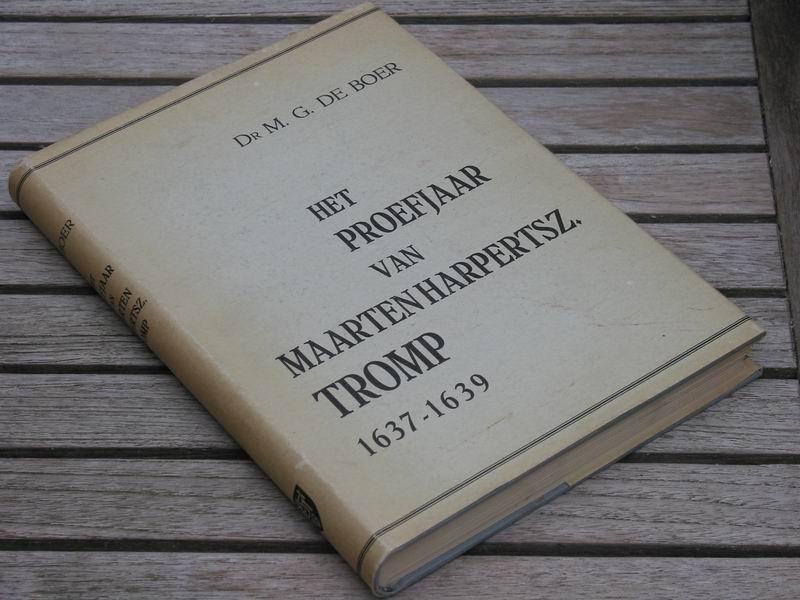 Dr M. G. DE BOER
HET
PROEFJAAR
VAN
MAARTEN HARPERTSZ.
TROMP
1637-1639